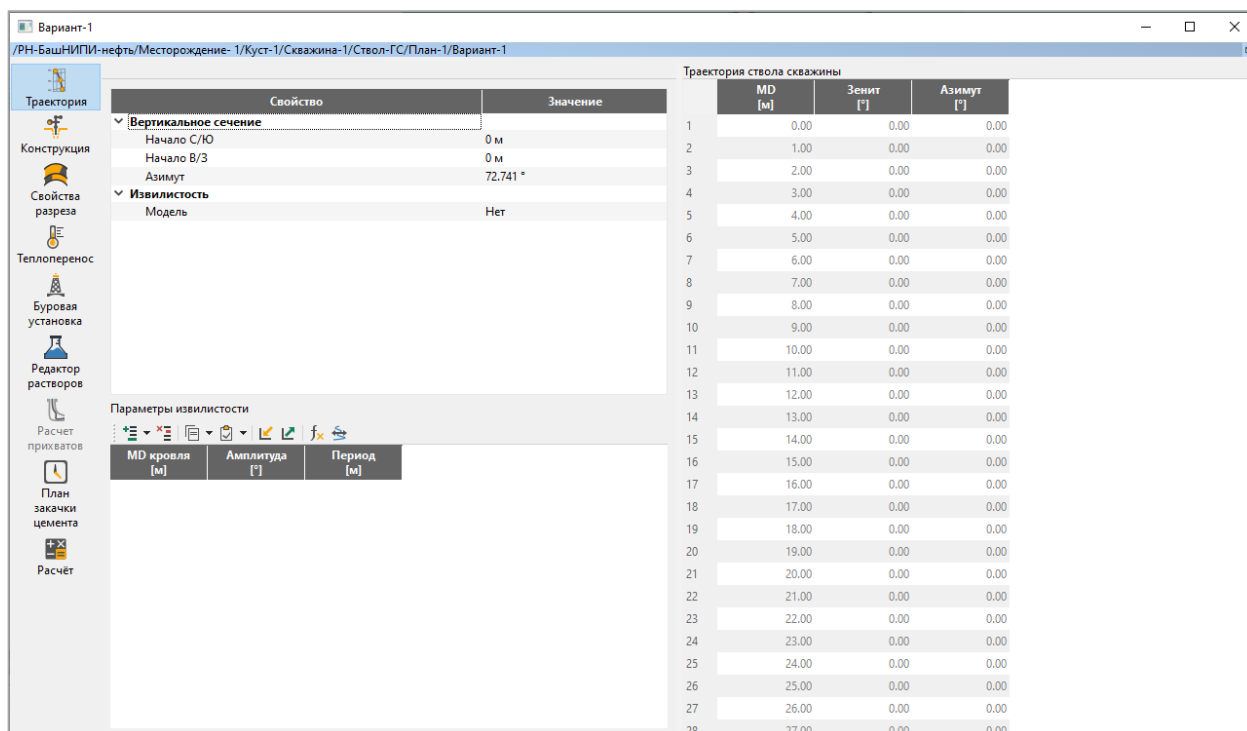 Вариант-1
/РН-БашНИПИ-нефть/Месторождение- 1/Куст-1/Скважина-1/Ствол-ГС/План-1/Вариант-1
Траектория
Конструкция
Свойства
разреза
Теплоперенос
Буровая
установка
Редактор
растворов
Расчет
прихватов
План
закачки
цемента
Расчёт
Свойство Значение
Вертикальное сечение
Начало С/Ю 0 м
Начало В/З 0 м
Азимут 72.741 °
Извилистость
Модель Нет
Параметры извилистости
MD кровля Амплитуда Период
[м] [°] [м]
Траектория ствола скважины
MD Зенит Азимут
[м] [°] [°]
1 0.00 0.00 0.00
2 1.00 0.00 0.00
3 2.00 0.00 0.00
4 3.00 0.00 0.00
5 4.00 0.00 0.00
6 5.00 0.00 0.00
7 6.00 0.00 0.00
8 7.00 0.00 0.00
9 8.00 0.00 0.00
10 9.00 0.00 0.00
11 10.00 0.00 0.00
12 11.00 0.00 0.00
13 12.00 0.00 0.00
14 13.00 0.00 0.00
15 14.00 0.00 0.00
16 15.00 0.00 0.00
17 16.00 0.00 0.00
18 17.00 0.00 0.00
19 18.00 0.00 0.00
20 19.00 0.00 0.00
21 20.00 0.00 0.00
22 21.00 0.00 0.00
23 22.00 0.00 0.00
24 23.00 0.00 0.00
25 24.00 0.00 0.00
26 25.00 0.00 0.00
27 26.00 0.00 0.00
28 27.00 0.00 0.00